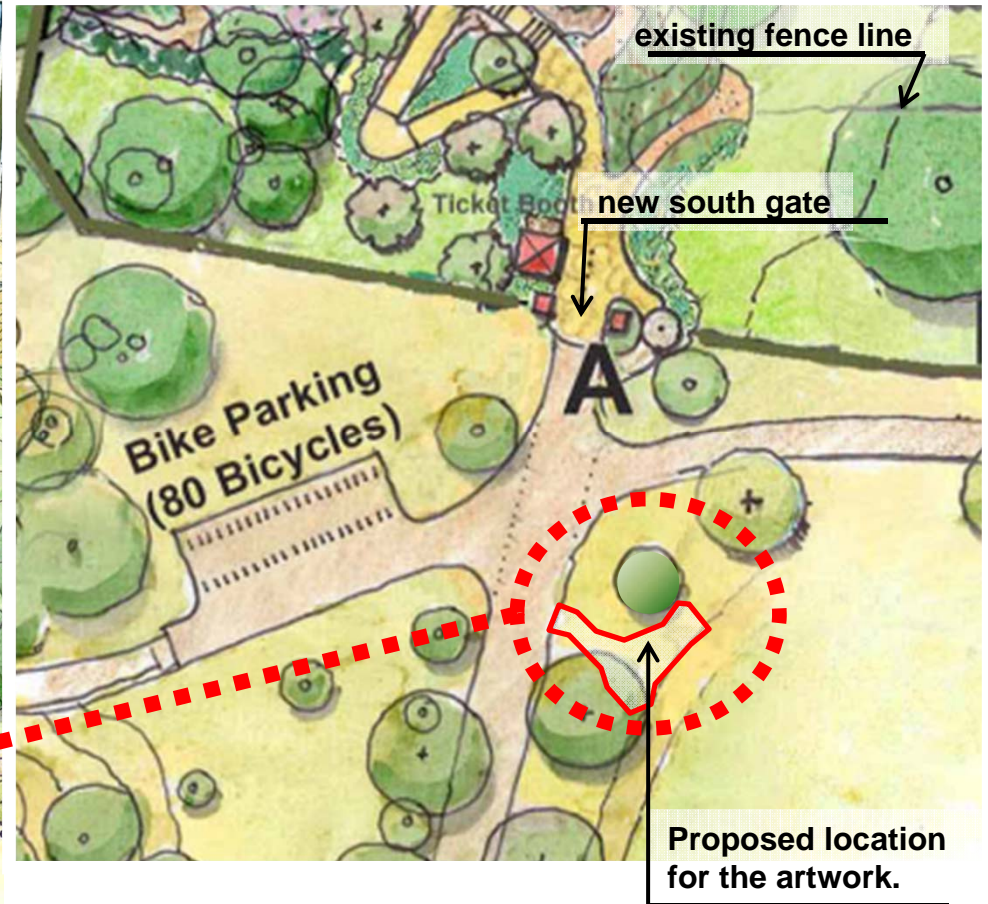 existing fence line
Ticket Booth
new south gate
A
Bike Parking
(80 Bicycles)
Proposed location
for the artwork.